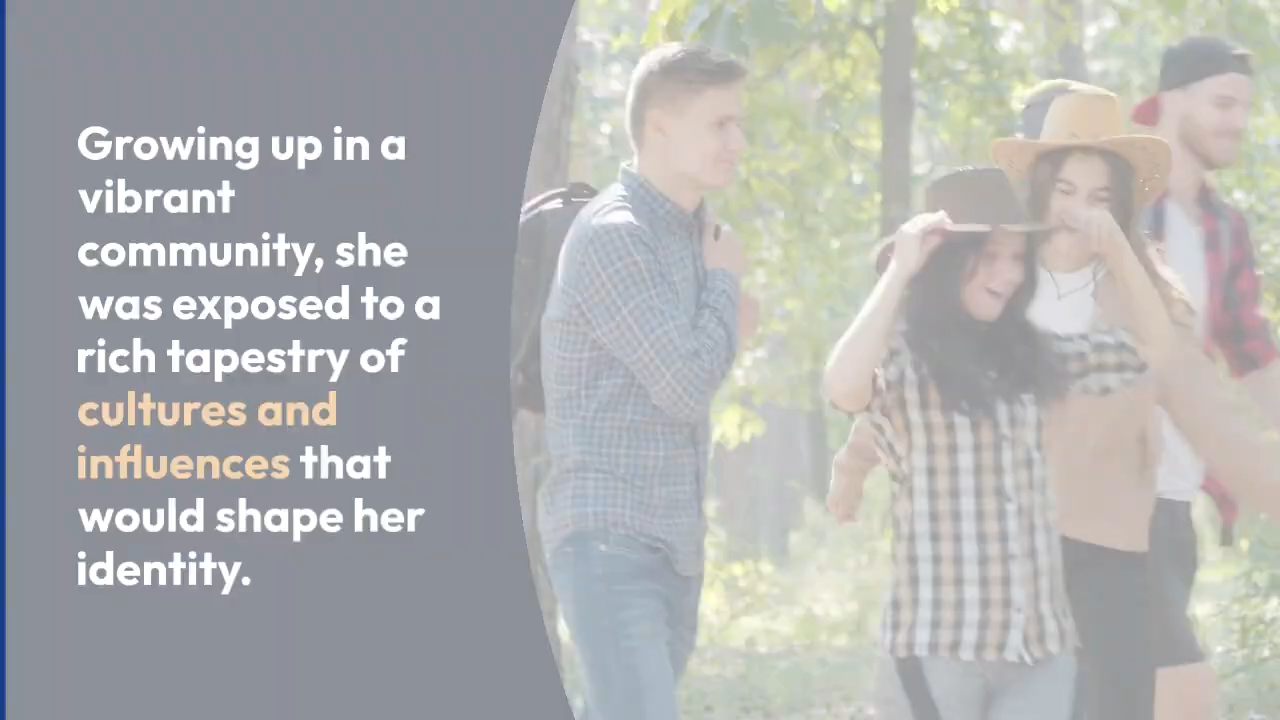 Growing up in a
vibrant
community, she
was exposed to a
rich tapestry of
cultures and
influences that
would shape her
identity.